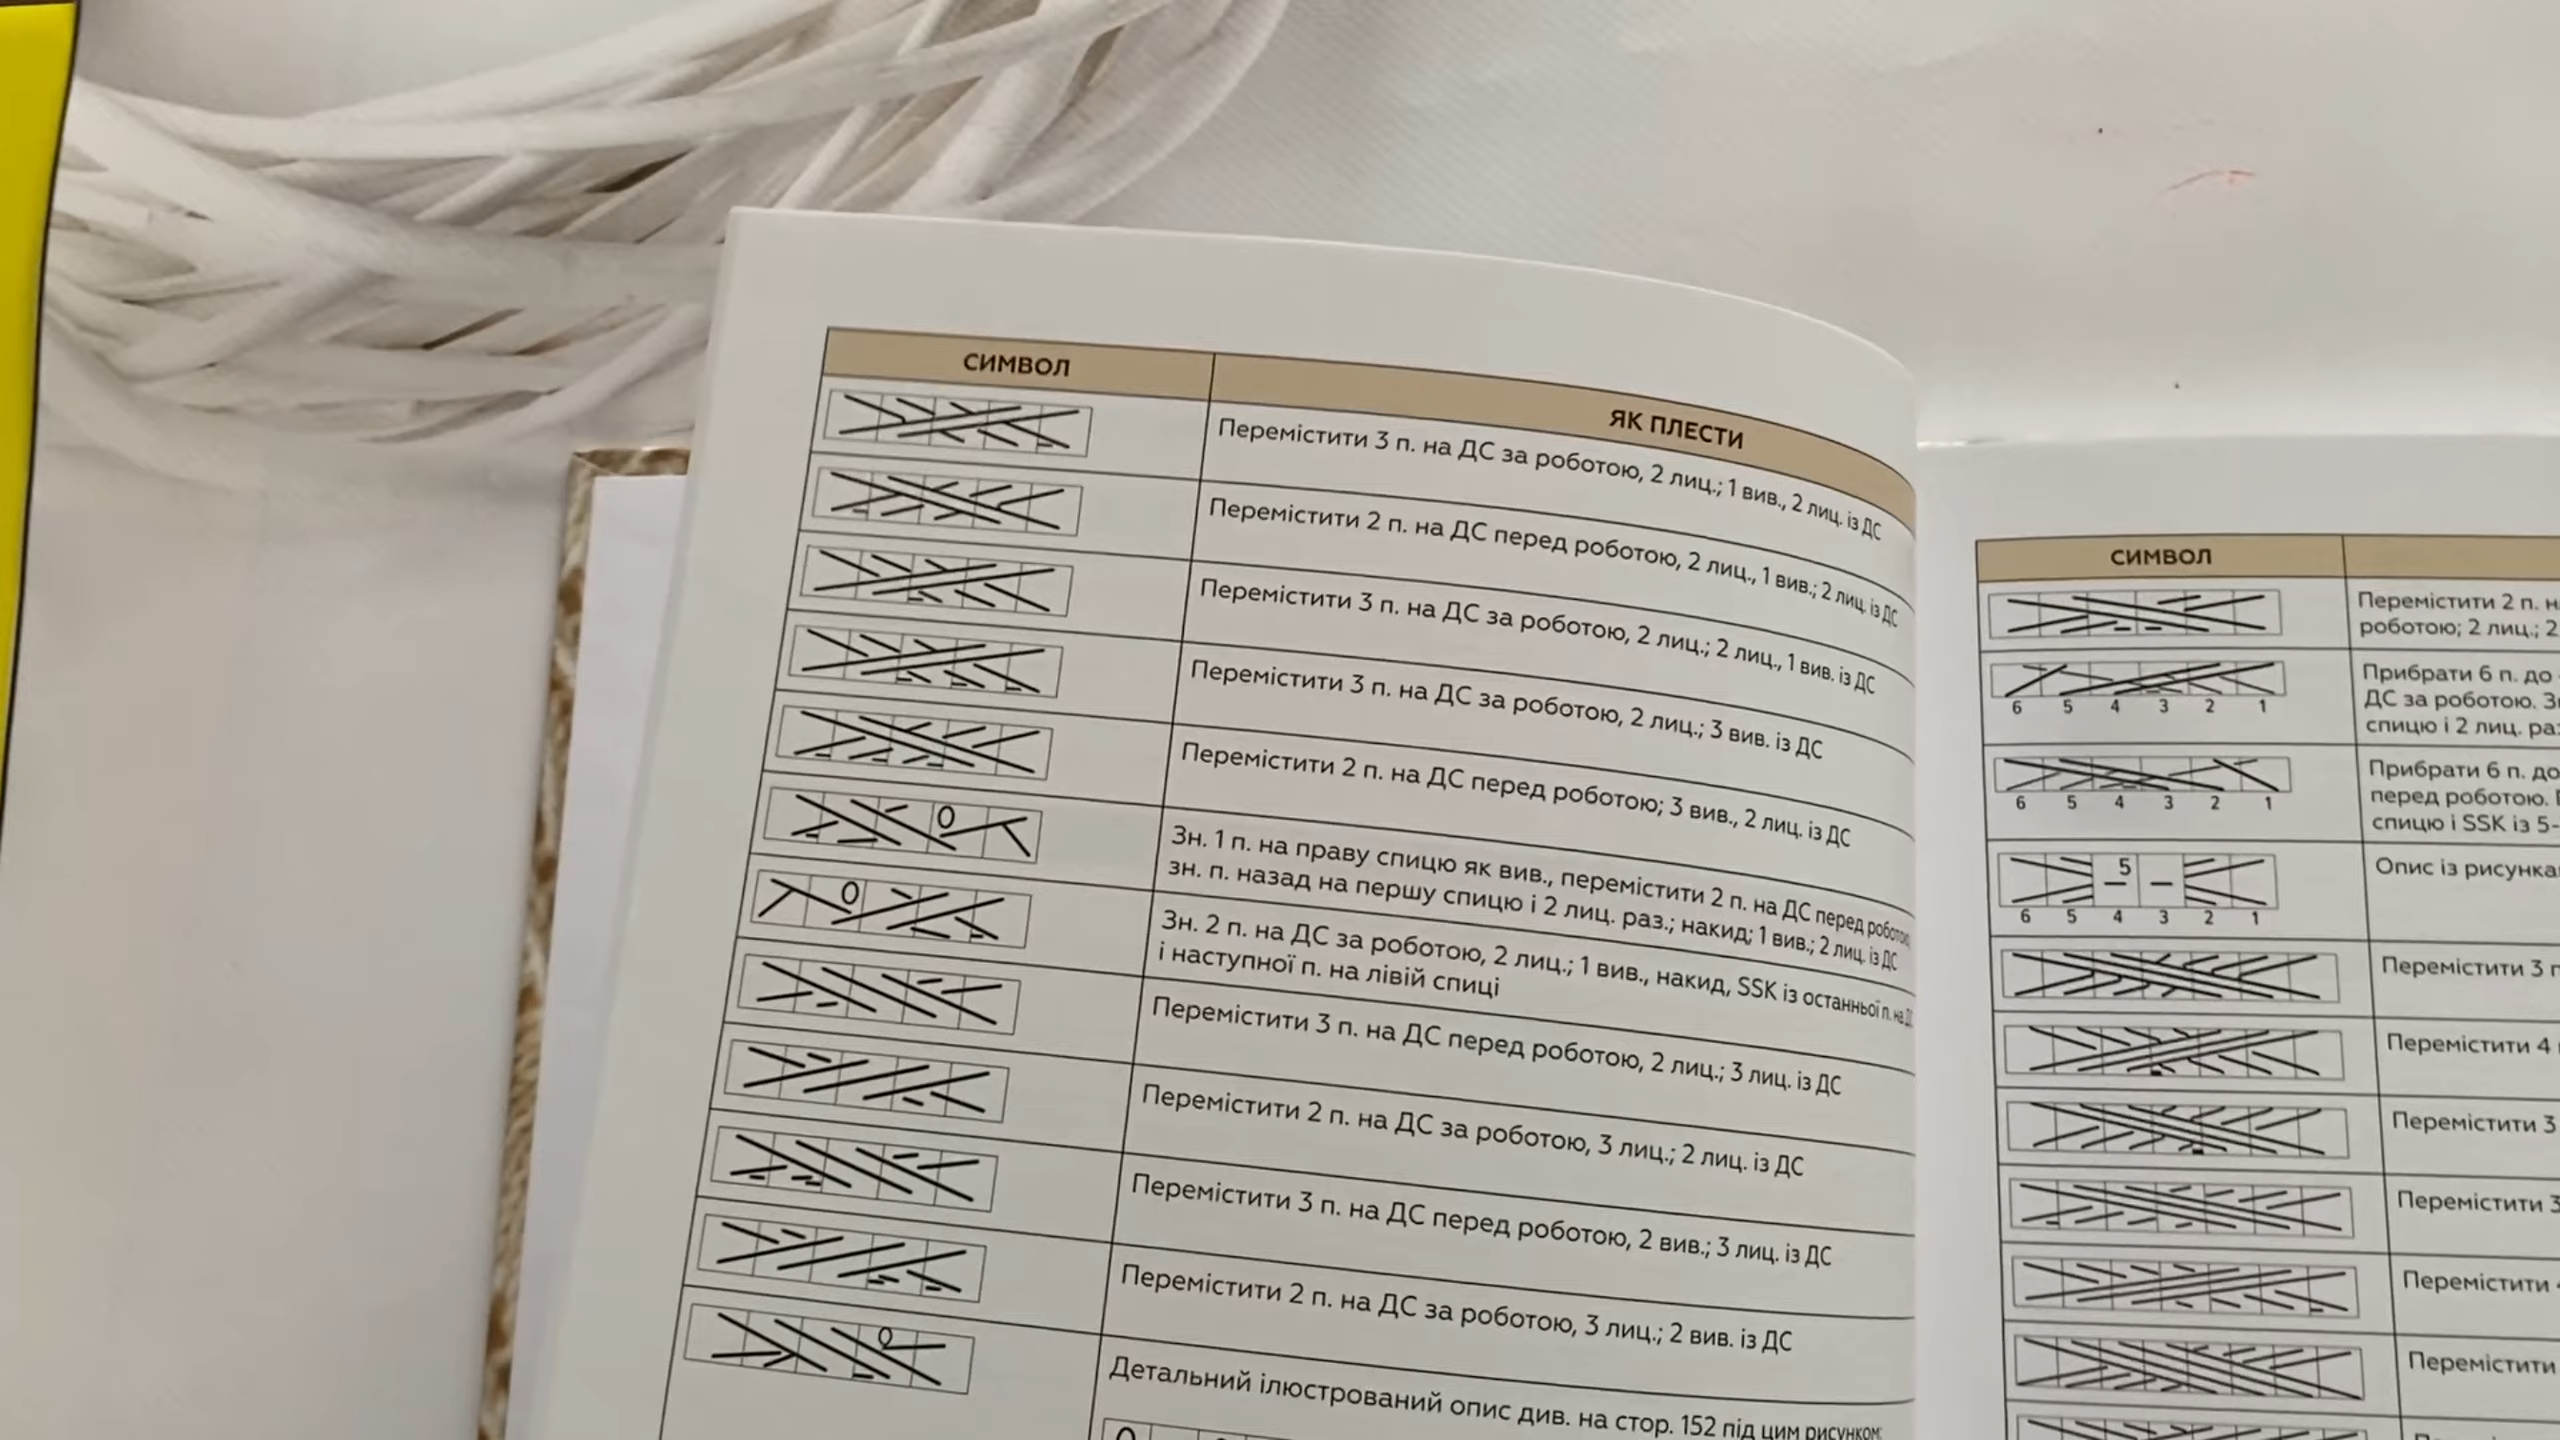 СИМВОЛ
ЯК ПЛЕСТИ
Перемістити 3 п. на ДС за роботою, 2 лиц.; 1 вив., 2 лиц. із ДС
Перемістити 2 п. на ДС перед роботою, 2 лиц., 1 вив.; 2 лиц. із ДС
Перемістити 3 п. на ДС за роботою, 2 лиц.; 2 лиц., 1 вив. із ДС
Перемістити 3 п. на ДС за роботою, 2 лиц.; 3 вив. із ДС
Перемістити 2 п. на ДС перед роботою; 3 вив., 2 лиц. із ДС
Зн. 1 п. на праву спицю як вив., перемістити 2 п. на ДС перед роботою,
зн. п. назад на першу спицю і 2 лиц. раз.; накид; 1 вив.; 2 лиц. із ДС
Зн. 2 п. на ДС за роботою, 2 лиц.; 1 вив., накид, SSK із останньої п. на
і наступної п. на лівій спиці
Перемістити 3 п. на ДС перед роботою, 2 лиц.; 3 лиц. із ДС
Перемістити 2 п. на ДС за роботою, 3 лиц.; 2 лиц. із ДС
Перемістити 3 п. на ДС перед роботою, 2 вив.; 3 лиц. із ДС
Перемістити 2 п. на ДС за роботою, 3 лиц.; 2 вив. із ДС
Детальний ілюстрований опис див. на стор. 152 під цим рисунком
СИМВОЛ
Перемістити 2 п.
роботою; 2 лиц.; 2
6 5 4 3 2 1
Прибрати 6 п. до
ДС за роботою.
спицю і 2 лиц.
6 5 4 3 2 1
Прибрати 6 п. до
перед роботою.
спицю і SSK із 5-
5
6 5 4 3 2 1
Опис із
Перемістити 3
Перемістити 4
Перемістити 3
Перемістити 3
Перемістити
Перемістити